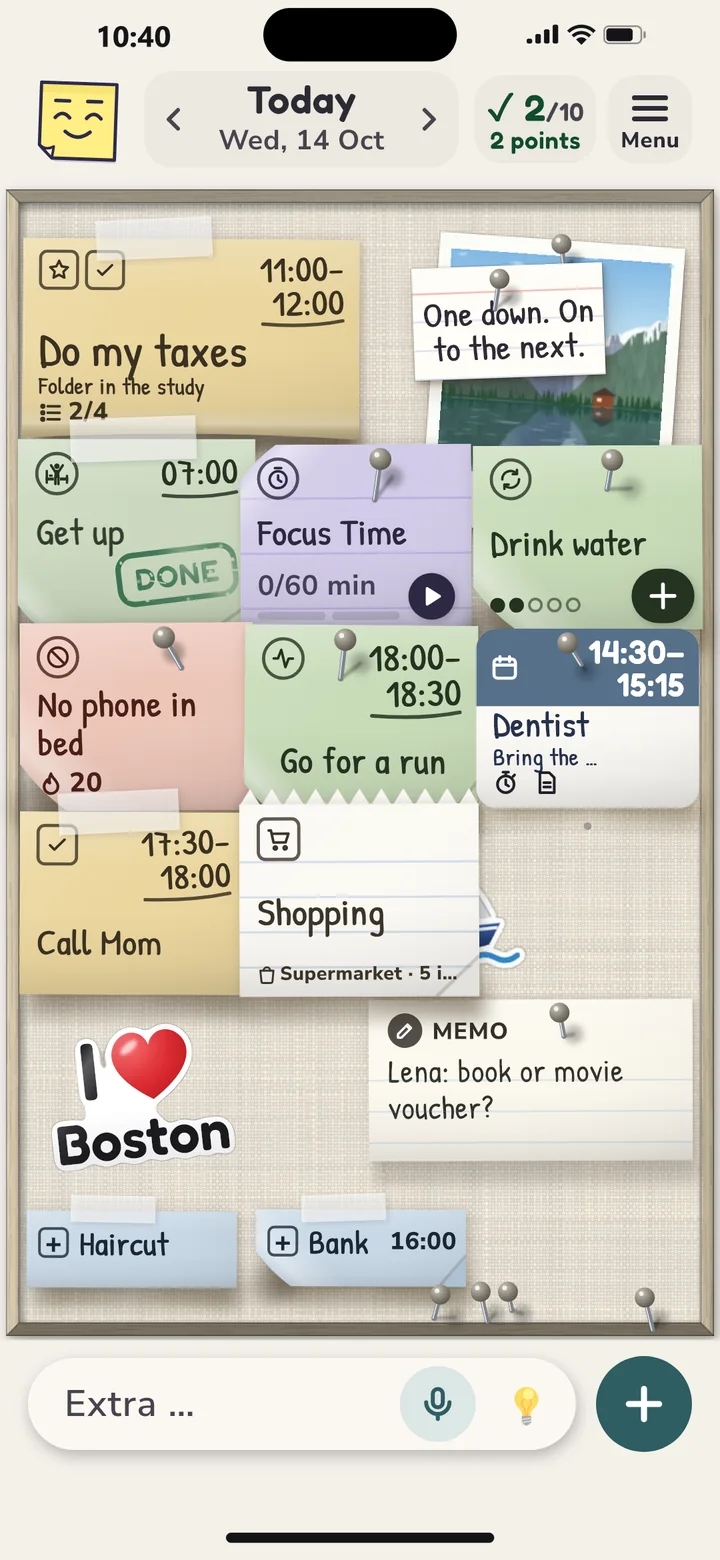 10:40
Today
Wed, 14 Oct
✓ 2/10
2 points
Menu
11:00–
12:00
Do my taxes
Folder in the study
2/4
One down. On
to the next.
07:00
Get up
DONE
Focus Time
0/60 min
Drink water
No phone in
bed
20
18:00–
18:30
Go for a run
14:30–
15:15
Dentist
Bring the ...
17:30–
18:00
Call Mom
Shopping
Supermarket · 5 i...
MEMO
Lena: book or movie
voucher?
I
Boston
Haircut
Bank 16:00
Extra ...